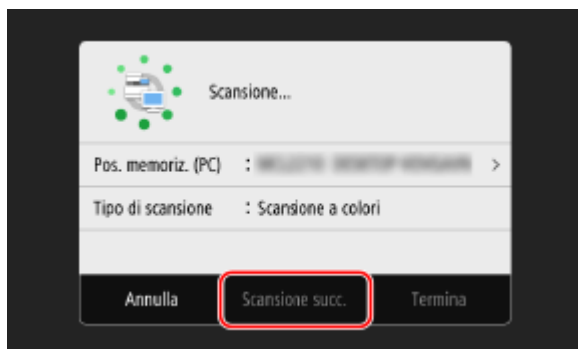 Scansione...
Pos. memoriz. (PC) : >
Tipo di scansione : Scansione a colori
Annulla Scansione succ. Termina